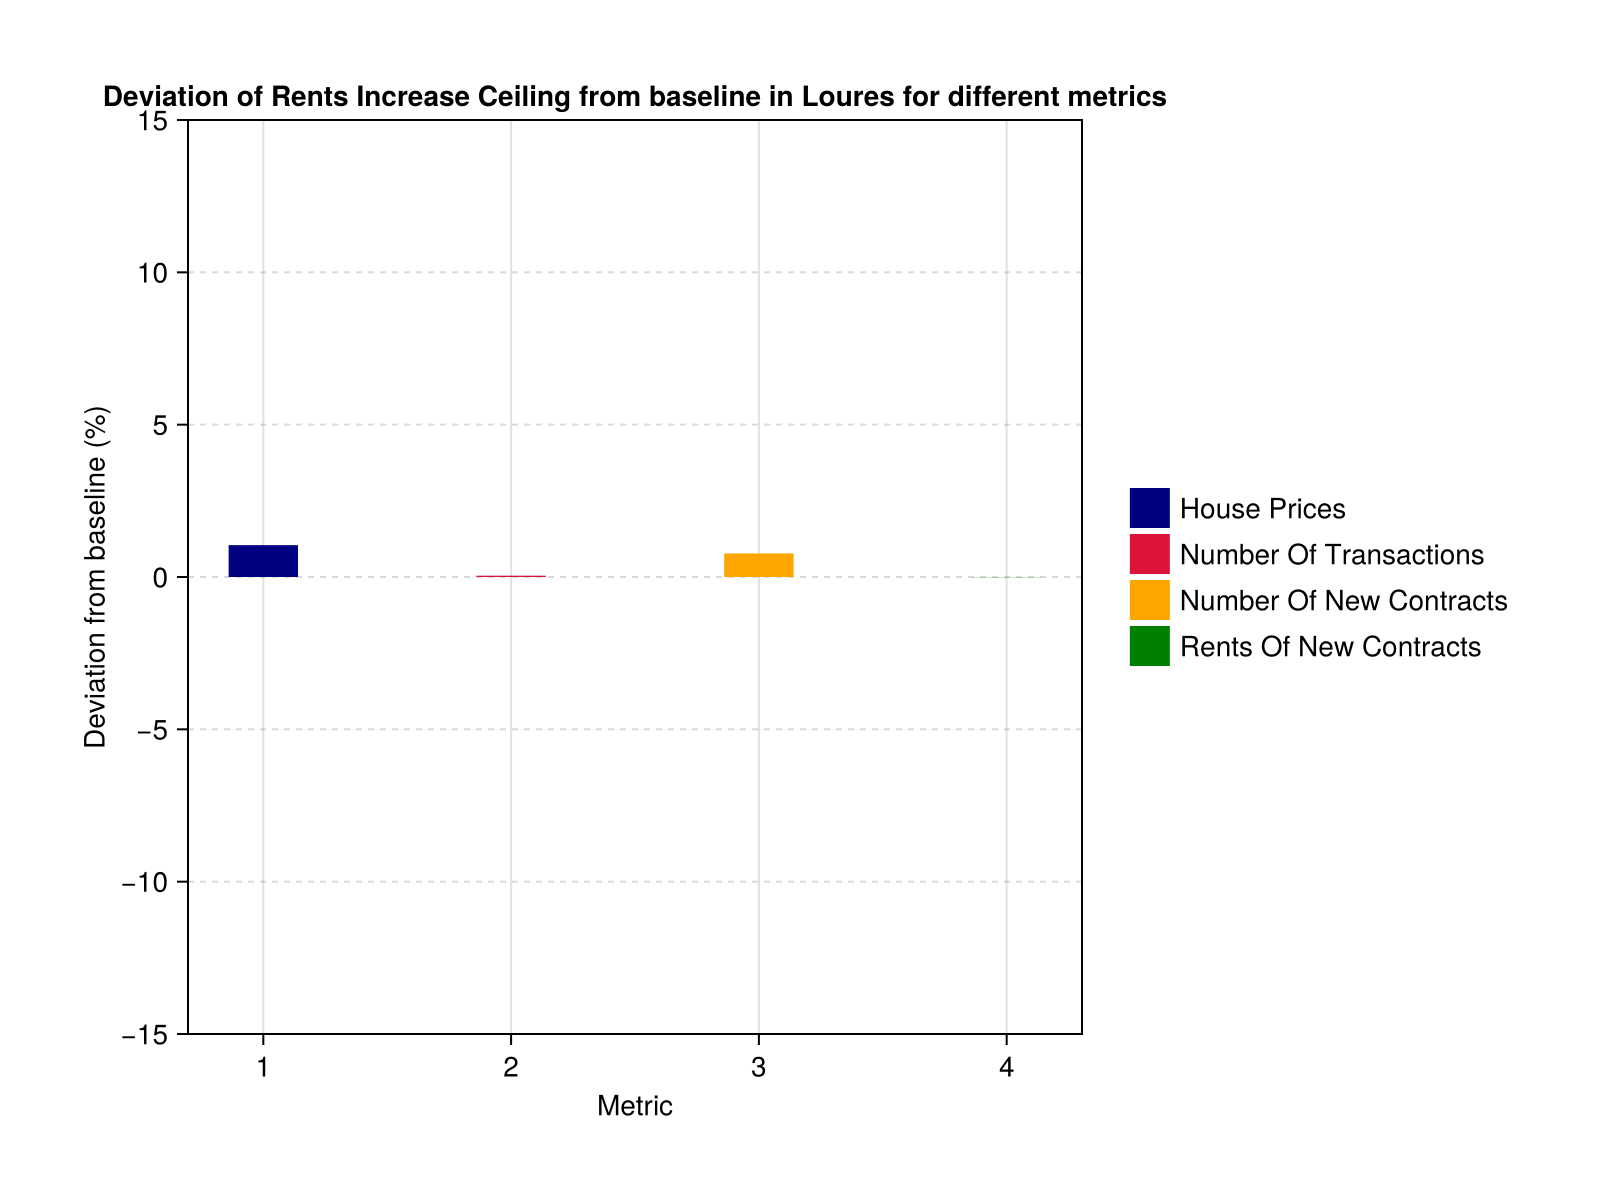 Deviation of Rents Increase Ceiling from baseline in Loures for different metrics
15
10
5
0
−5
−10
−15
Deviation from baseline (%)
1 2 3 4
Metric
House Prices
Number Of Transactions
Number Of New Contracts
Rents Of New Contracts